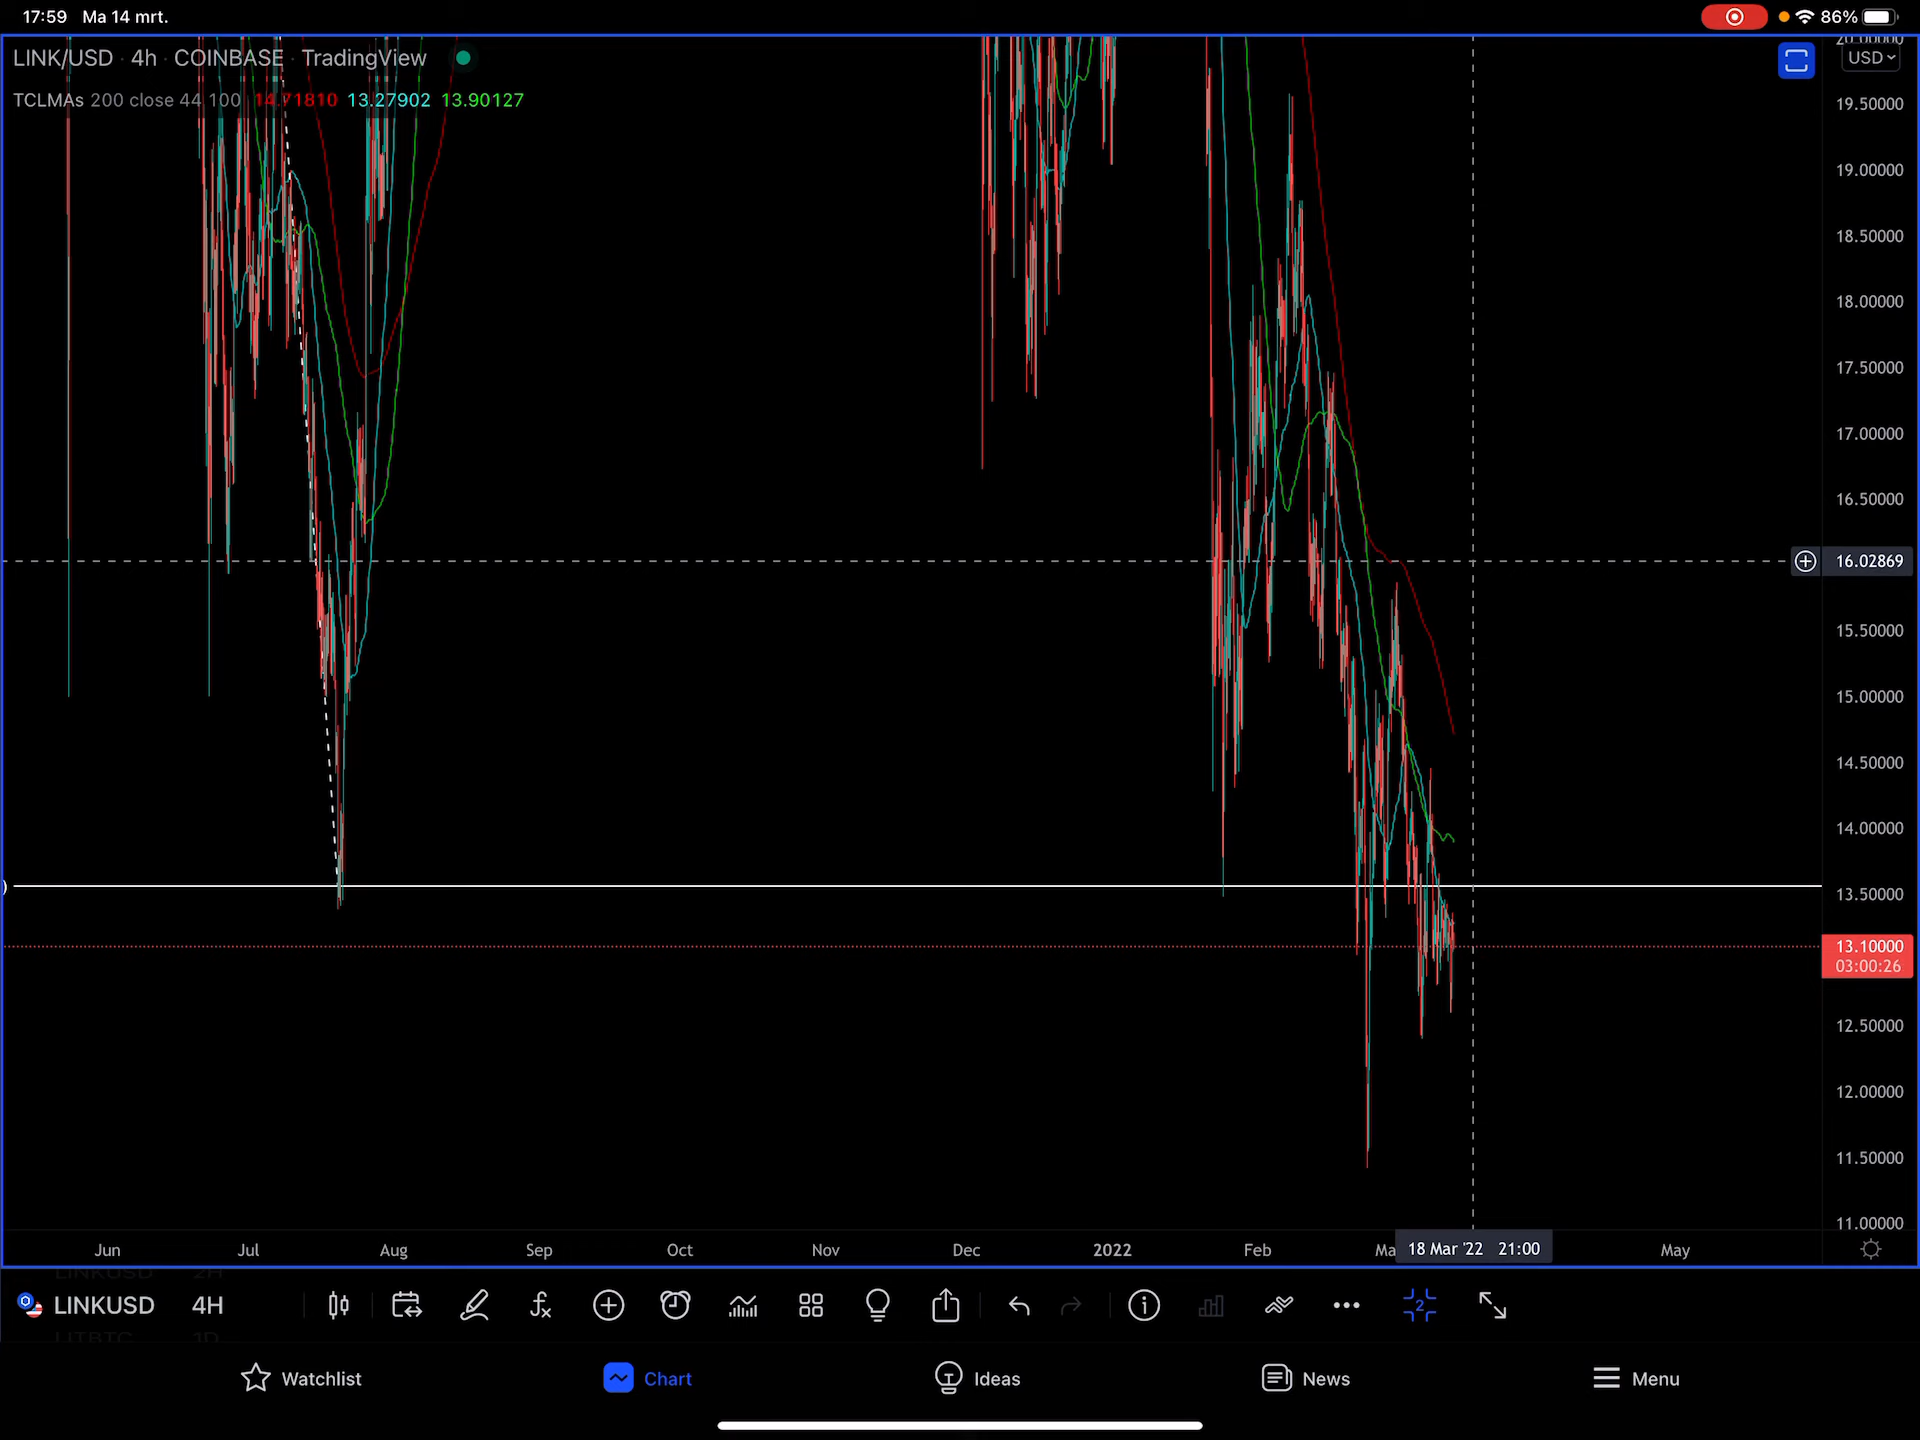 17:59 Ma 14 mrt.
86%
LINK/USD · 4h · COINBASE · TradingView
USD
TCLMAs 200 close 44 100 14.71810 13.27902 13.90127
20.00000
19.50000
19.00000
18.50000
18.00000
17.50000
17.00000
16.50000
16.02869
15.50000
15.00000
14.50000
14.00000
13.50000
13.10000
03:00:26
12.50000
12.00000
11.50000
11.00000
Jun Jul Aug Sep Oct Nov Dec 2022 Feb Ma 18 Mar '22 21:00 May
LINKUSD 2H
LINKUSD 4H
2
LTBTC 1D
Watchlist Chart Ideas News Menu